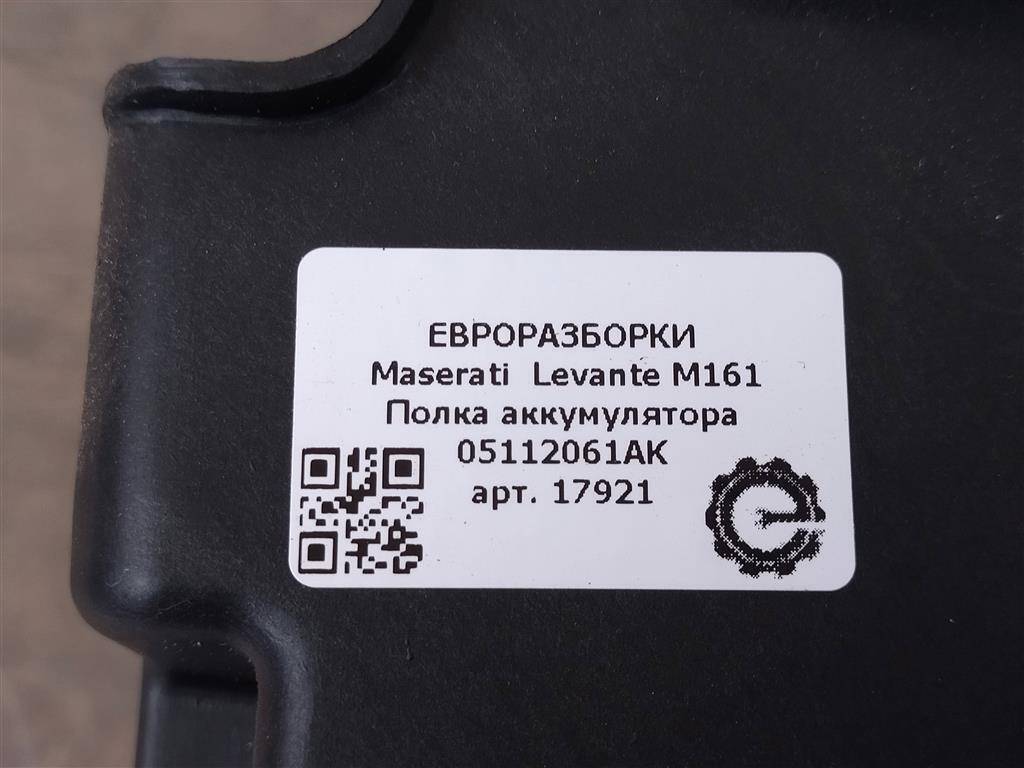 ЕВРОРАЗБОРКИ
Maserati Levante M161
Полка аккумулятора
05112061AK
арт. 17921